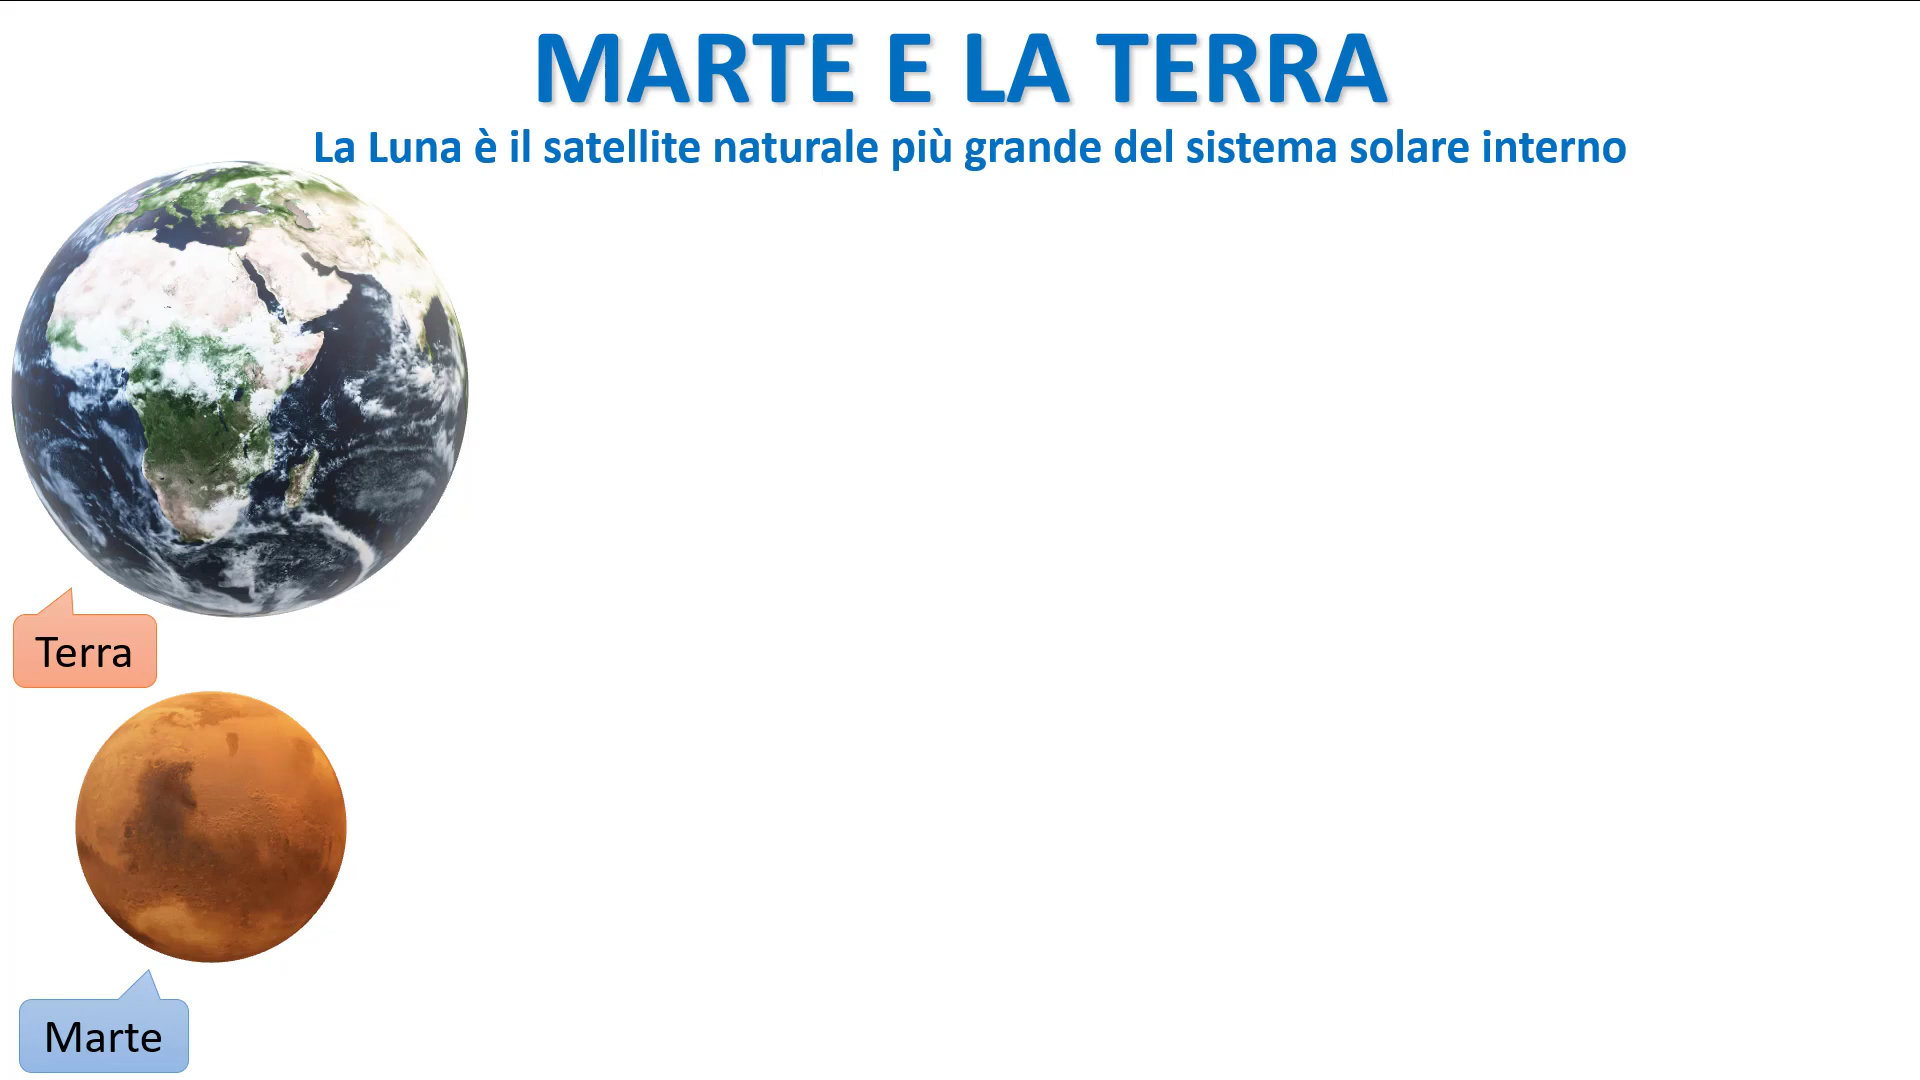 MARTE E LA TERRA
La Luna è il satellite naturale più grande del sistema solare interno
Terra
Marte